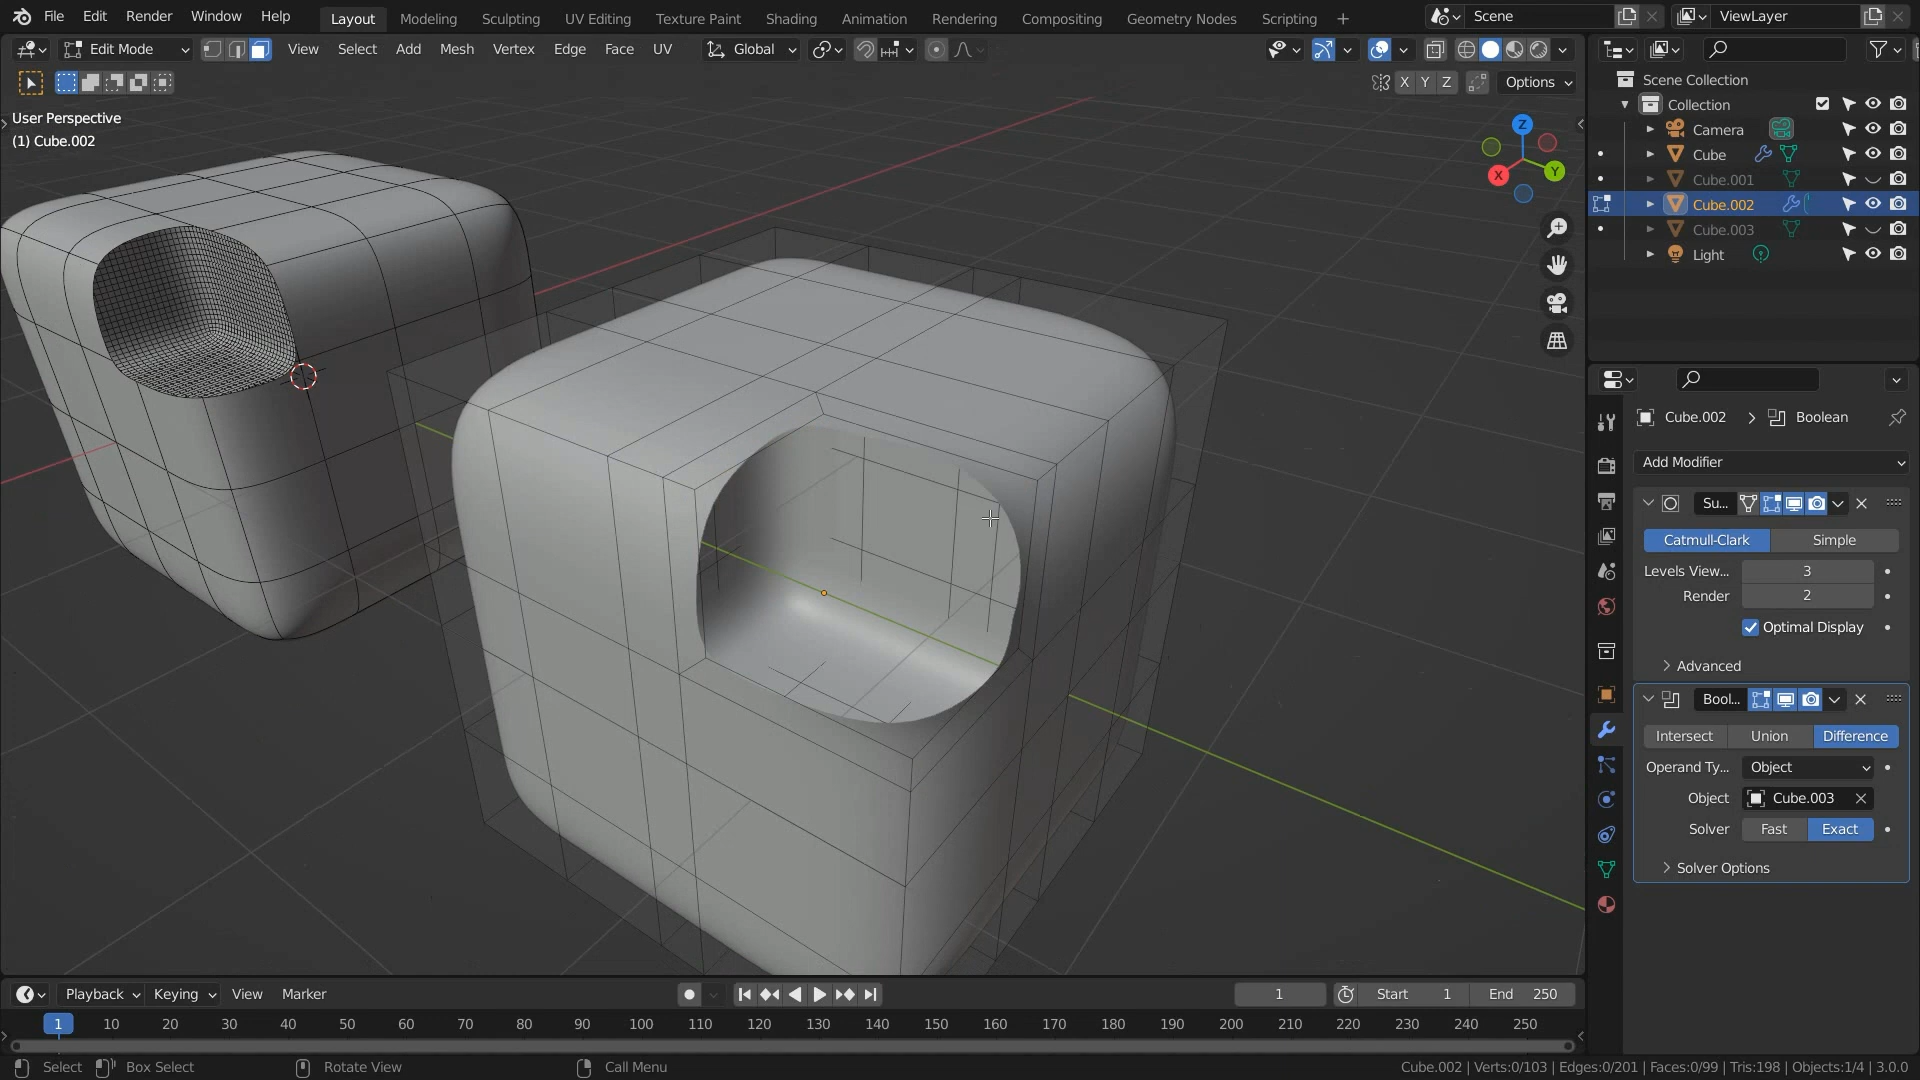 File Edit Render Window Help Layout Modeling Sculpting UV Editing Texture Paint Shading Animation Rendering Compositing Geometry Nodes Scripting + Scene ViewLayer
Edit Mode View Select Add Mesh Vertex Edge Face UV Global
X Y Z Options
User Perspective
(1) Cube.002
Z
Y
X
Scene Collection
Collection
Camera
Cube
Cube.001
Cube.002
Cube.003
Light
Cube.002 > Boolean
Add Modifier
Su...
Catmull-Clark Simple
Levels View... 3
Render 2
Optimal Display
Advanced
Bool...
Intersect Union Difference
Operand Ty... Object
Object Cube.003
Solver Fast Exact
Solver Options
Playback Keying View Marker 1 Start 1 End 250
1 10 20 30 40 50 60 70 80 90 100 110 120 130 140 150 160 170 180 190 200 210 220 230 240 250
Select Box Select Rotate View Call Menu Cube.002 | Verts:0/103 | Edges:0/201 | Faces:0/99 | Tris:198 | Objects:1/4 | 3.0.0